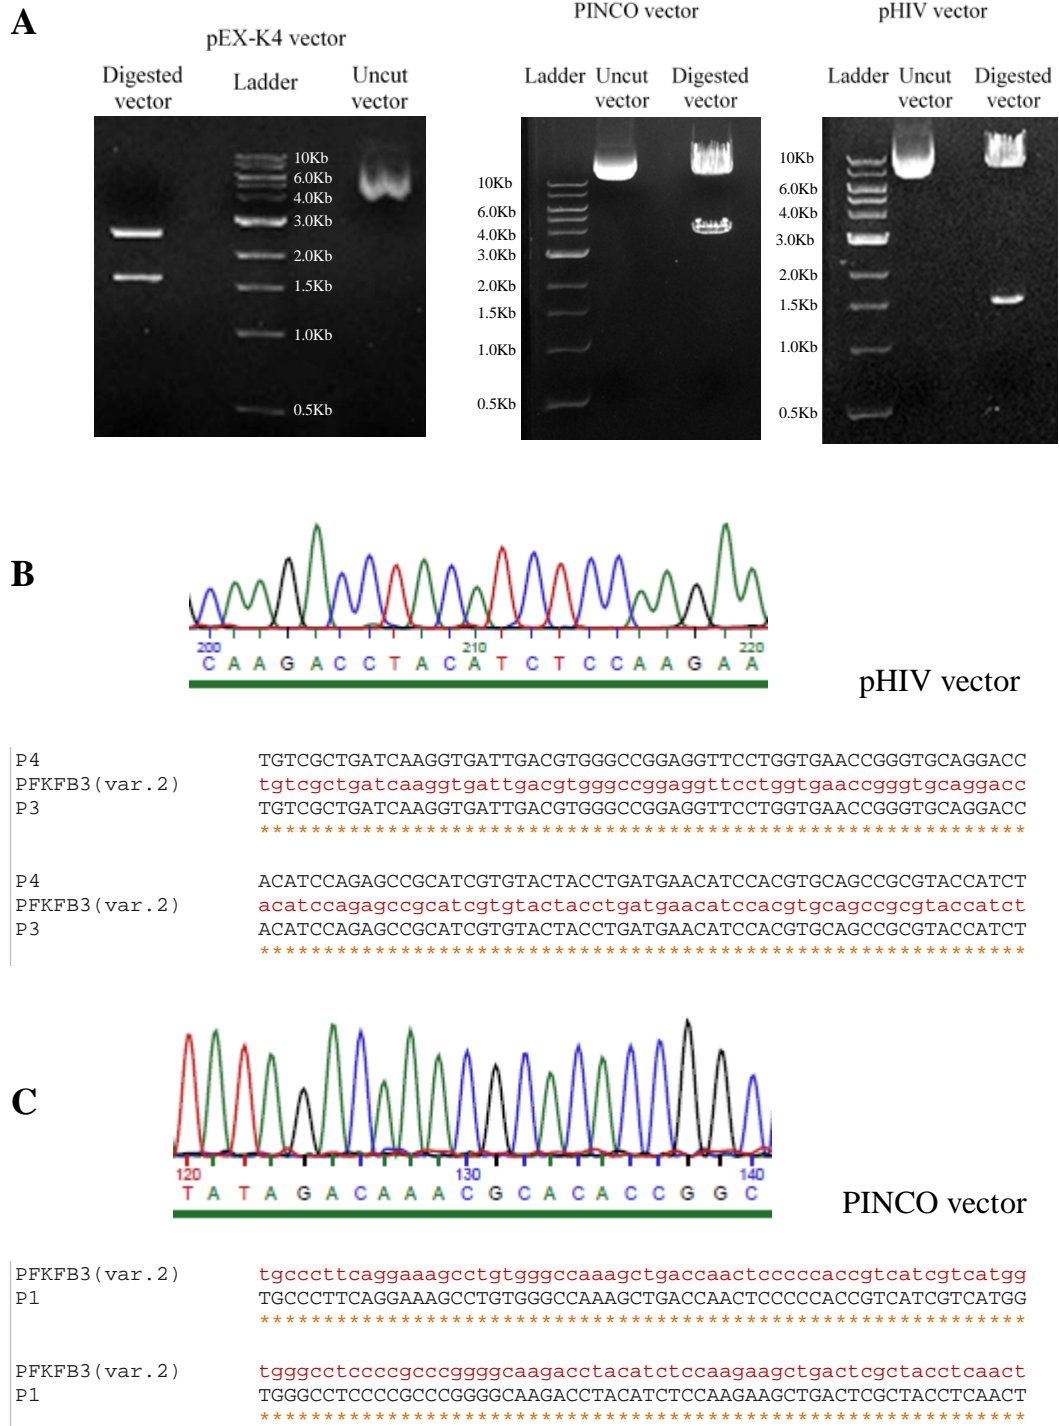 A
pEX-K4 vector
PINCO vector
pHIV vector
Digested vector
Ladder
Uncut vector
Ladder
Uncut vector
Digested vector
Ladder
Uncut vector
Digested vector
10Kb
6.0Kb
4.0Kb
3.0Kb
2.0Kb
1.5Kb
1.0Kb
0.5Kb
10Kb
6.0Kb
4.0Kb
3.0Kb
2.0Kb
1.5Kb
1.0Kb
0.5Kb
10Kb
6.0Kb
4.0Kb
3.0Kb
2.0Kb
1.5Kb
1.0Kb
0.5Kb
B
200 210 220
C A A G A C C T A C A T C T C C A A G A A
pHIV vector
P4 TGTCGCTGATCAAGGTGATTGACGTGGGCCGGAGGTTCCTGGTGAACCGGGTGCAGGACC
PFKFB3(var.2) tgtcgctgatcaaggtgattgacgtgggccggaggttcctggtgaaccgggtgcaggacc
P3 TGTCGCTGATCAAGGTGATTGACGTGGGCCGGAGGTTCCTGGTGAACCGGGTGCAGGACC
************************************************************
P4 ACATCCAGAGCCGCATCGTGTACTACCTGATGAACATCCACGTGCAGCCGCGTACCATCT
PFKFB3(var.2) acatccagagccgcatcgtgtactacctgatgaacatccacgtgcagccgcgtaccatct
P3 ACATCCAGAGCCGCATCGTGTACTACCTGATGAACATCCACGTGCAGCCGCGTACCATCT
************************************************************
C
120 130 140
T A T A G A C A A A C G C A C A C C G G C
PINCO vector
PFKFB3(var.2) tgcccttcaggaaagcctgtgggccaaagctgaccaactcccccaccgtcatcgtcatgg
P1 TGCCCTTCAGGAAAGCCTGTGGGCCAAAGCTGACCAACTCCCCCACCGTCATCGTCATGG
************************************************************
PFKFB3(var.2) tgggcctccccgcccggggcaagacctacatctccaagaagctgactcgctacctcaact
P1 TGGGCCTCCCCGCCCGGGGCAAGACCTACATCTCCAAGAAGCTGACTCGCTACCTCAACT
************************************************************